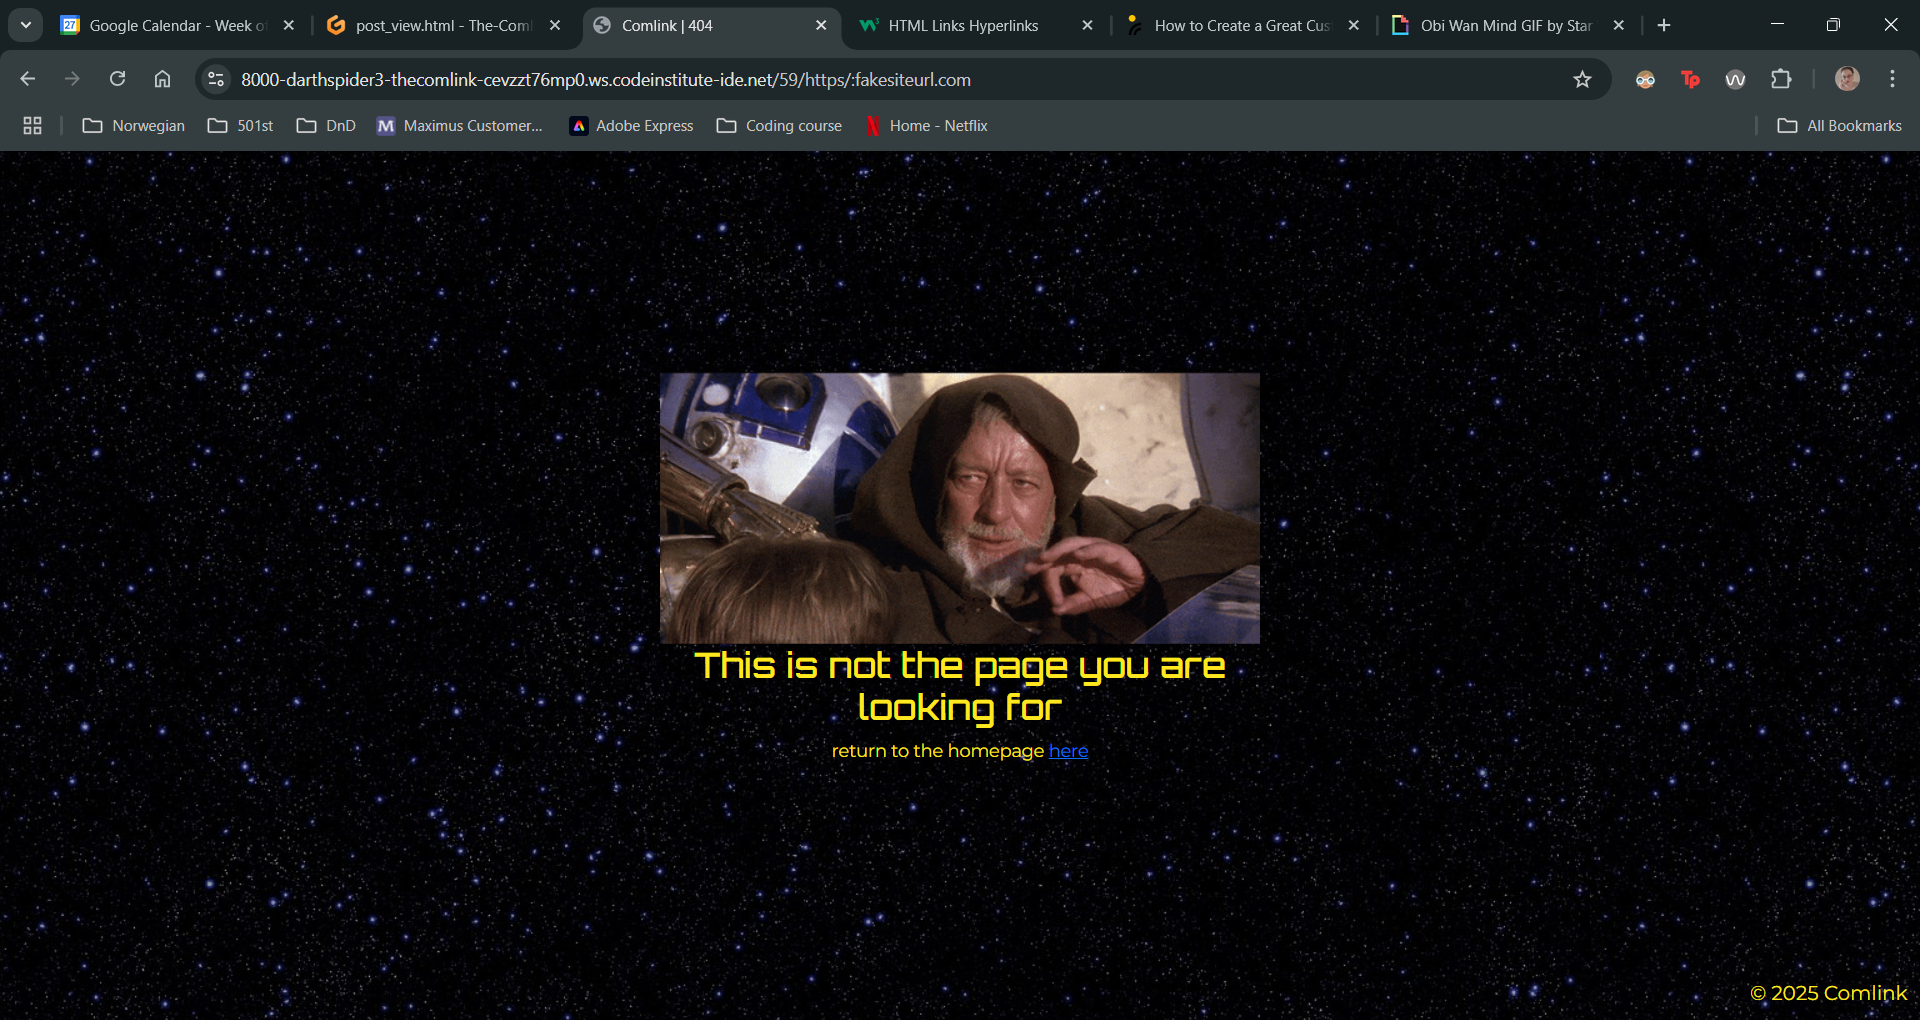 Google Calendar - Week o
post_view.html - The-Coml
Comlink | 404
HTML Links Hyperlinks
How to Create a Great Cus
Obi Wan Mind GIF by Star
8000-darthspider3-thecomlink-cevzzt76mp0.ws.codeinstitute-ide.net/59/https/:fakesiteurl.com
Norwegian
501st
DnD
Maximus Customer...
Adobe Express
Coding course
Home - Netflix
All Bookmarks
This is not the page you are
looking for
return to the homepage here
© 2025 Comlink